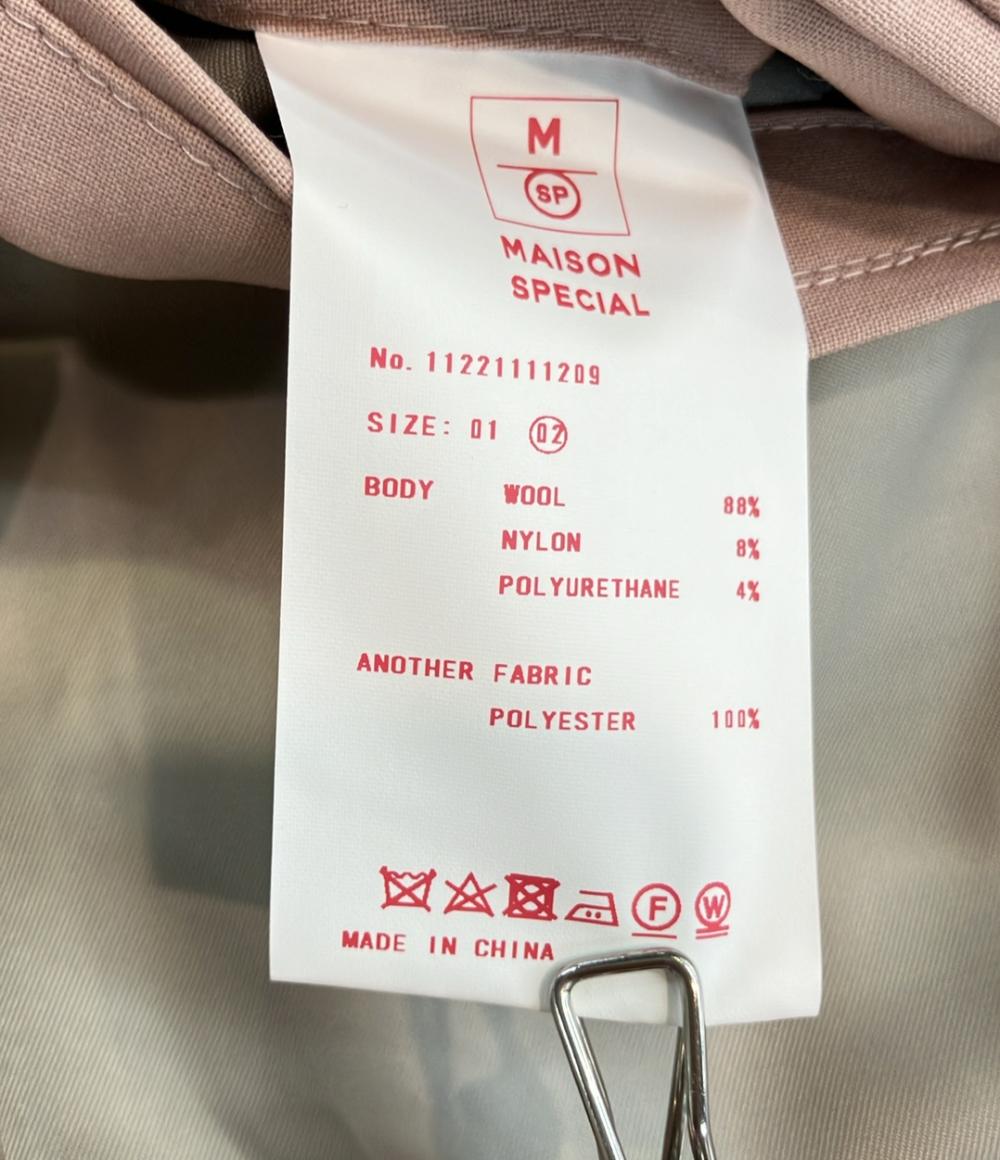 M
SP
MAISON
SPECIAL
No. 11221111209
SIZE: 01 02
BODY WOOL 88%
NYLON 8%
POLYURETHANE 4%
ANOTHER FABRIC
POLYESTER 100%
F W
MADE IN CHINA